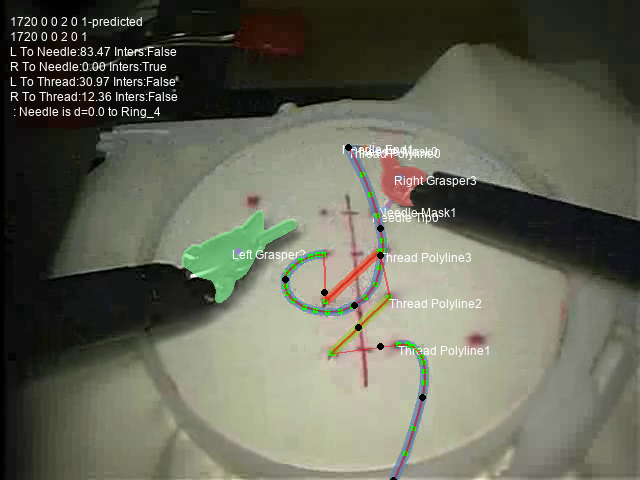 1720 0 0 2 0 1-predicted
1720 0 0 2 0 1
L To Needle:83.47 Inters:False
R To Needle:0.00 Inters:True
L To Thread:30.97 Inters:False
R To Thread:12.36 Inters:False
: Needle is d=0.0 to Ring_4
Thread Polyline0
Right Grasper3
Needle Mask1
Needle Tip0
Left Grasper2
Thread Polyline3
Thread Polyline2
Thread Polyline1